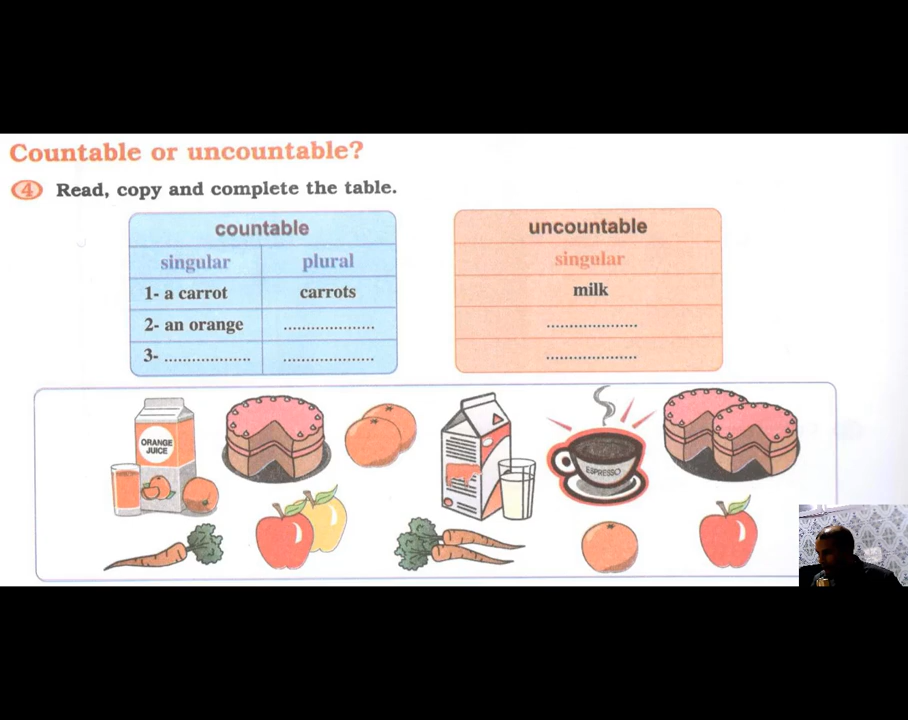 Countable or uncountable?
4 Read, copy and complete the table.
countable
singular plural
1- a carrot carrots
2- an orange ...................
3- .................. ...................
uncountable
singular
milk
...................
...................
ORANGE
JUICE
ESPRESSO